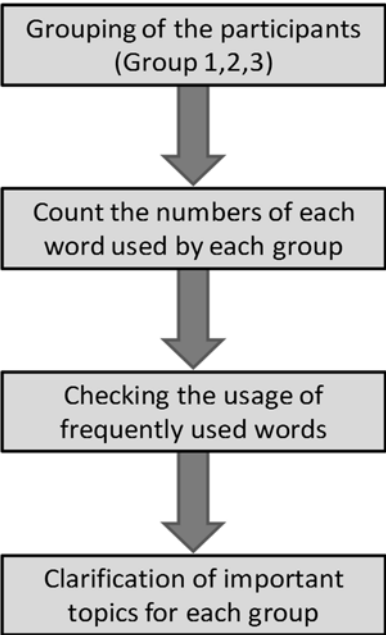 Grouping of the participants
(Group 1,2,3)
Count the numbers of each
word used by each group
Checking the usage of
frequently used words
Clarification of important
topics for each group